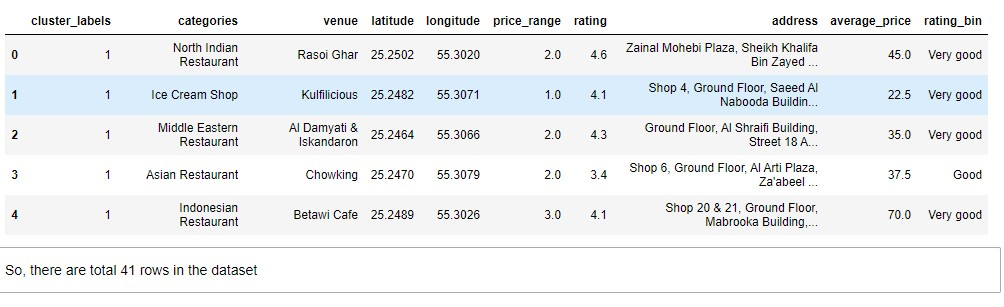 cluster_labels categories venue latitude longitude price_range rating address average_price rating_bin
0 1 North Indian Restaurant Rasoi Ghar 25.2502 55.3020 2.0 4.6 Zainal Mohebi Plaza, Sheikh Khalifa Bin Zayed ... 45.0 Very good
1 1 Ice Cream Shop Kulfilicious 25.2482 55.3071 1.0 4.1 Shop 4, Ground Floor, Saeed Al Nabooda Buildin... 22.5 Very good
2 1 Middle Eastern Restaurant Al Damyati & Iskandaron 25.2464 55.3066 2.0 4.3 Ground Floor, Al Shraifi Building, Street 18 A... 35.0 Very good
3 1 Asian Restaurant Chowking 25.2470 55.3079 2.0 3.4 Shop 6, Ground Floor, Al Arti Plaza, Za'abeel ... 37.5 Good
4 1 Indonesian Restaurant Betawi Cafe 25.2489 55.3026 3.0 4.1 Shop 20 & 21, Ground Floor, Mabrooka Building,... 70.0 Very good
So, there are total 41 rows in the dataset